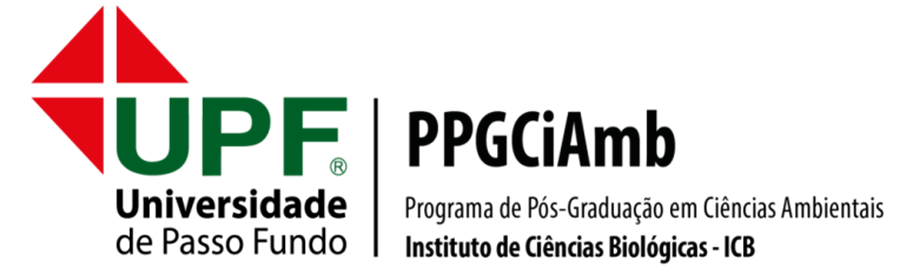 UPF®
Universidade
de Passo Fundo
PPGCiAmb
Programa de Pós-Graduação em Ciências Ambientais
Instituto de Ciências Biológicas - ICB